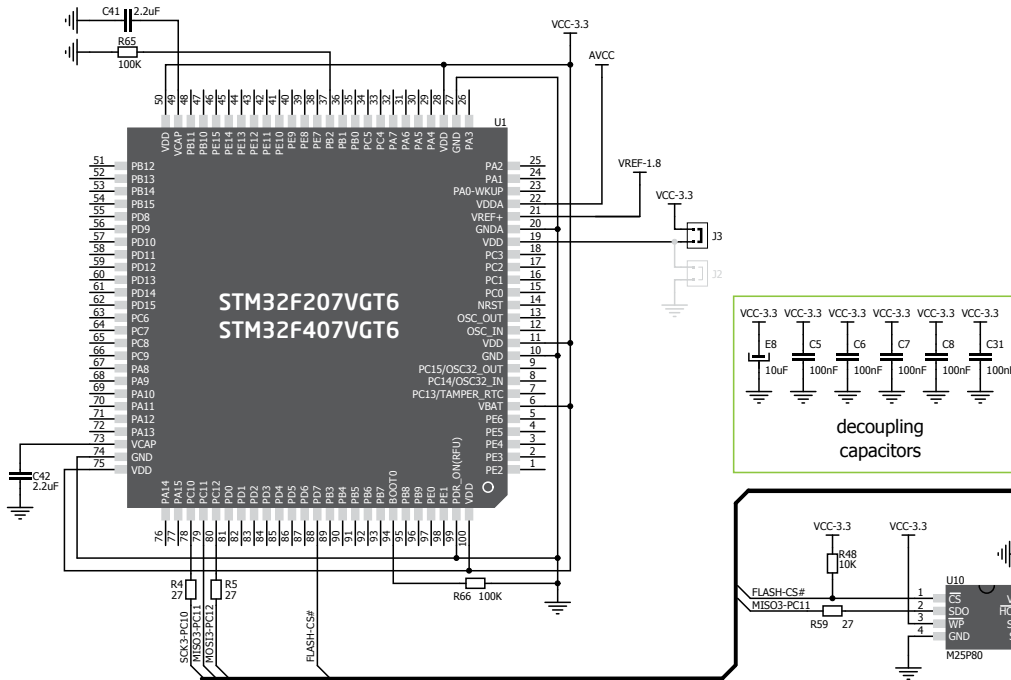 C41 2.2uF
R65
100K
VCC-3.3
AVCC
50 49 48 47 46 45 44 43 42 41 40 39 38 37 36 35 34 33 32 31 30 29 28 27 26
VDD VCAP PB11 PB10 PE15 PE14 PE13 PE12 PE11 PE10 PE9 PE8 PE7 PB2 PB1 PB0 PC5 PC4 PA7 PA6 PA5 PA4 VDD GND PA3
U1
51 PB12
52 PB13
53 PB14
54 PB15
55 PD8
56 PD9
57 PD10
58 PD11
59 PD12
60 PD13
61 PD14
62 PD15
63 PC6
64 PC7
65 PC8
66 PC9
67 PA8
68 PA9
69 PA10
70 PA11
71 PA12
72 PA13
73 VCAP
74 GND
75 VDD
STM32F207VGT6
STM32F407VGT6
PA2 25
PA1 24
PA0-WKUP 23
VDDA 22
VREF+ 21
GNDA 20
VDD 19
PC3 18
PC2 17
PC1 16
PC0 15
NRST 14
OSC_OUT 13
OSC_IN 12
VDD 11
GND 10
PC15/OSC32_OUT 9
PC14/OSC32_IN 8
PC13/TAMPER_RTC 7
VBAT 6
PE6 5
PE5 4
PE4 3
PE3 2
PE2 1
PA14 PA15 PC10 PC11 PC12 PD0 PD1 PD2 PD3 PD4 PD5 PD6 PD7 PB3 PB4 PB5 PB6 PB7 BOOT0 PB8 PB9 PE0 PE1 PDR_ON(RFU) VDD
76 77 78 79 80 81 82 83 84 85 86 87 88 89 90 91 92 93 94 95 96 97 98 99 100
C42
2.2uF
R4
27
R5
27
R66 100K
SCK3-PC10
MISO3-PC11
MOSI3-PC12
FLASH-CS#
VREF-1.8
VCC-3.3
J3
J2
VCC-3.3 VCC-3.3 VCC-3.3 VCC-3.3 VCC-3.3 VCC-3.3
E8 C5 C6 C7 C8 C31
10uF 100nF 100nF 100nF 100nF 100nF
decoupling
capacitors
VCC-3.3 VCC-3.3
R48
10K
U10
FLASH-CS# 1 CS
MISO3-PC11 2 SDO
R59 27
3 WP
4 GND
M25P80